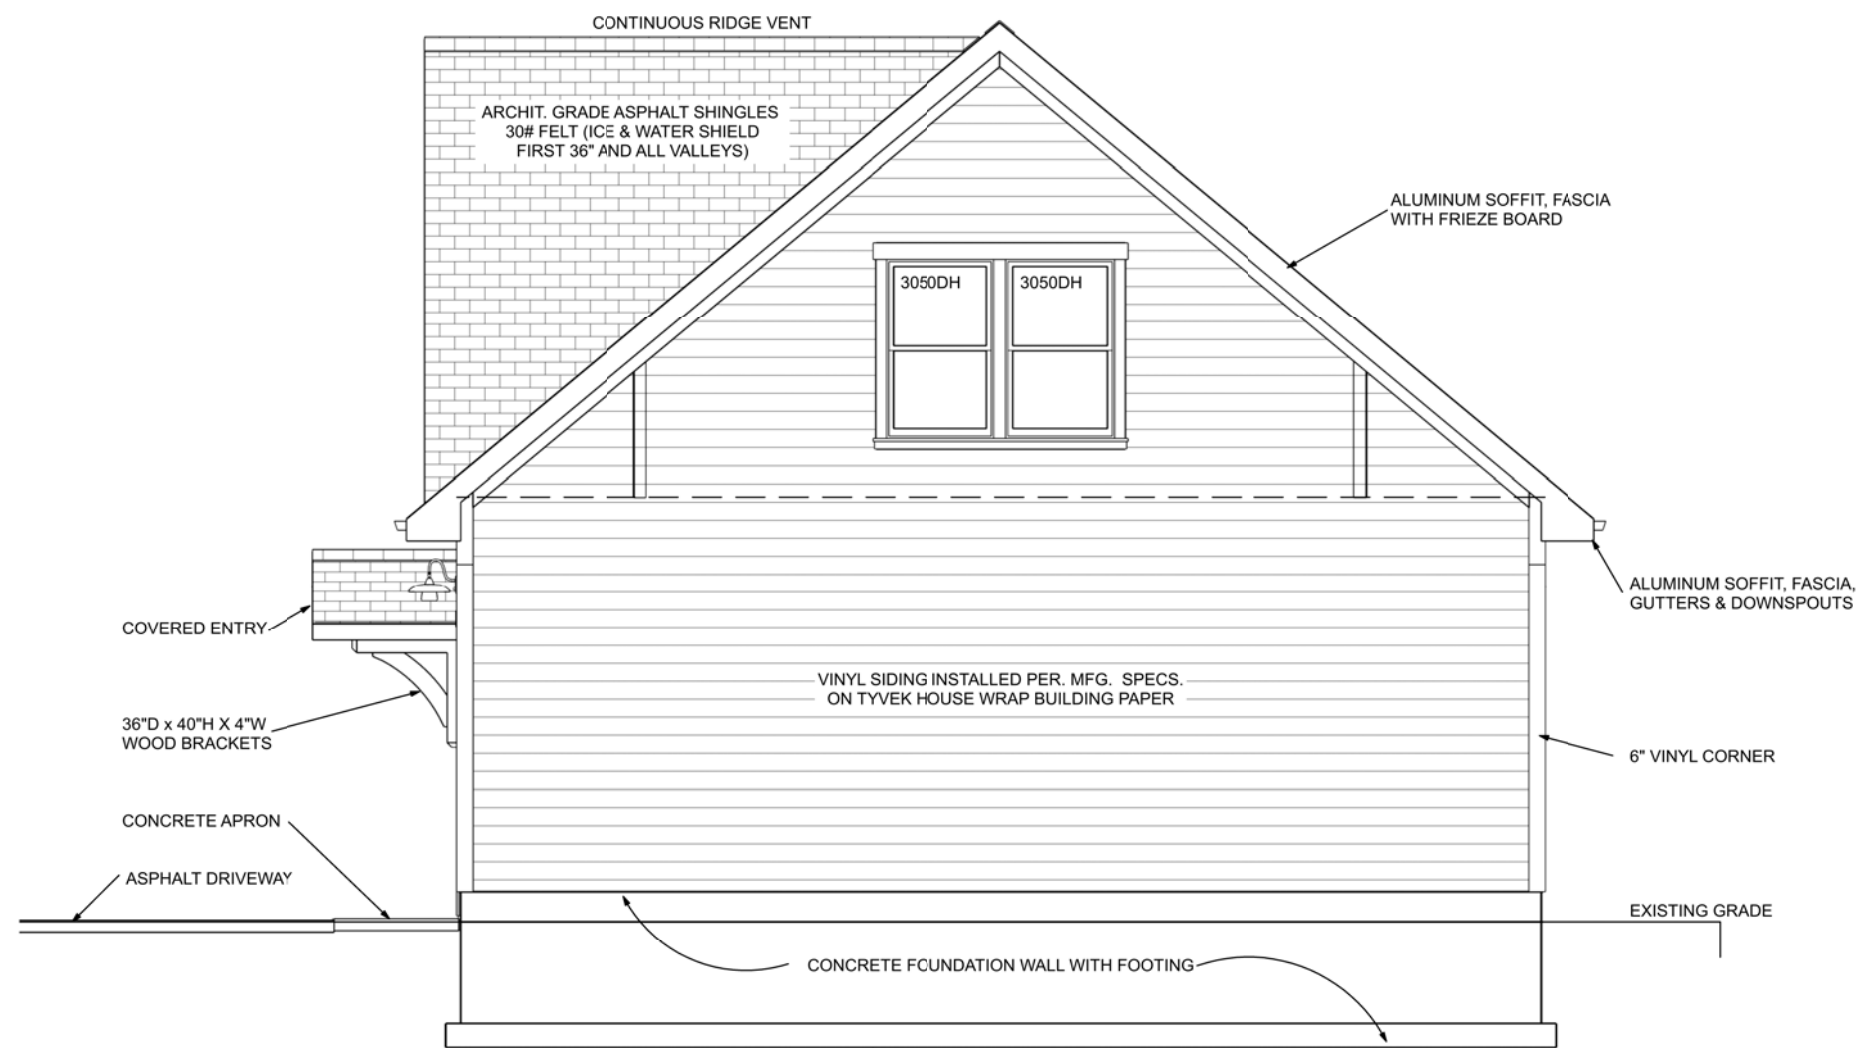 CONTINUOUS RIDGE VENT
ARCHIT. GRADE ASPHALT SHINGLES
30# FELT (ICE & WATER SHIELD
FIRST 36" AND ALL VALLEYS)
ALUMINUM SOFFIT, FASCIA
WITH FRIEZE BOARD
3050DH
3050DH
ALUMINUM SOFFIT, FASCIA,
GUTTERS & DOWNSPOUTS
COVERED ENTRY
VINYL SIDING INSTALLED PER. MFG. SPECS.
ON TYVEK HOUSE WRAP BUILDING PAPER
36"D x 40"H X 4"W
WOOD BRACKETS
6" VINYL CORNER
CONCRETE APRON
ASPHALT DRIVEWAY
EXISTING GRADE
CONCRETE FOUNDATION WALL WITH FOOTING